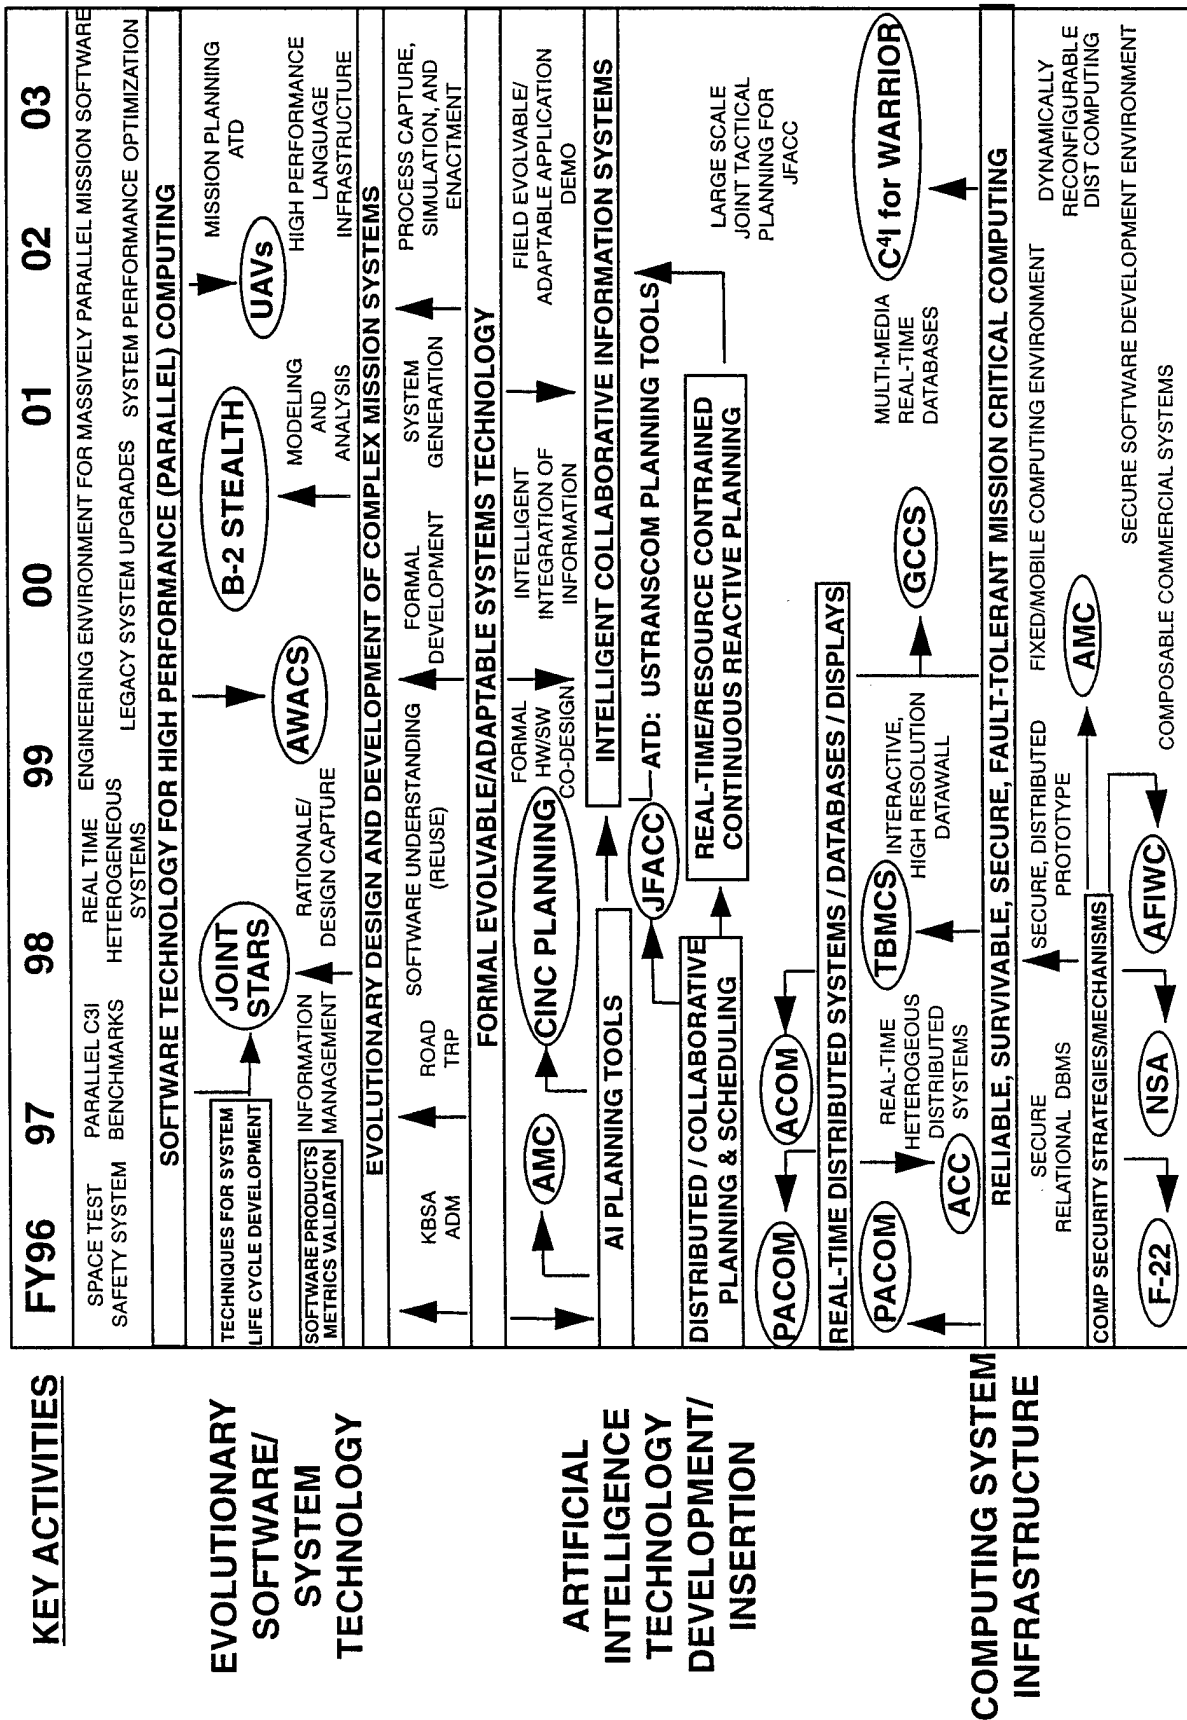 KEY ACTIVITIES
FY96 97 98 99 00 01 02 03
SPACE TEST
SAFETY SYSTEM
PARALLEL C3I
BENCHMARKS
REAL TIME
HETEROGENEOUS
SYSTEMS
ENGINEERING ENVIRONMENT FOR MASSIVELY PARALLEL MISSION SOFTWARE
LEGACY SYSTEM UPGRADES
SYSTEM PERFORMANCE OPTIMIZATION
SOFTWARE TECHNOLOGY FOR HIGH PERFORMANCE (PARALLEL) COMPUTING
EVOLUTIONARY
SOFTWARE/
SYSTEM
TECHNOLOGY
TECHNIQUES FOR SYSTEM
LIFE CYCLE DEVELOPMENT
JOINT
STARS
AWACS
B-2 STEALTH
UAVs
MISSION PLANNING
ATD
SOFTWARE PRODUCTS
METRICS VALIDATION
INFORMATION
MANAGEMENT
RATIONALE/
DESIGN CAPTURE
MODELING
AND
ANALYSIS
HIGH PERFORMANCE
LANGUAGE
INFRASTRUCTURE
EVOLUTIONARY DESIGN AND DEVELOPMENT OF COMPLEX MISSION SYSTEMS
KBSA
ADM
ROAD
TRP
SOFTWARE UNDERSTANDING
(REUSE)
FORMAL
DEVELOPMENT
SYSTEM
GENERATION
PROCESS CAPTURE,
SIMULATION, AND
ENACTMENT
FORMAL EVOLVABLE/ADAPTABLE SYSTEMS TECHNOLOGY
ARTIFICIAL
INTELLIGENCE
TECHNOLOGY
DEVELOPMENT/
INSERTION
AMC
CINC PLANNING
FORMAL
HW/SW
CO-DESIGN
INTELLIGENT
INTEGRATION OF
INFORMATION
FIELD EVOLVABLE/
ADAPTABLE APPLICATION
DEMO
AI PLANNING TOOLS
INTELLIGENT COLLABORATIVE INFORMATION SYSTEMS
JFACC
ATD: USTRANSCOM PLANNING TOOLS
DISTRIBUTED / COLLABORATIVE
PLANNING & SCHEDULING
REAL-TIME/RESOURCE CONTRAINED
CONTINUOUS REACTIVE PLANNING
LARGE SCALE
JOINT TACTICAL
PLANNING FOR
JFACC
PACOM
ACOM
REAL-TIME DISTRIBUTED SYSTEMS / DATABASES / DISPLAYS
COMPUTING SYSTEM
INFRASTRUCTURE
PACOM
ACC
REAL-TIME
HETEROGEOUS
DISTRIBUTED
SYSTEMS
TBMCS
INTERACTIVE,
HIGH RESOLUTION
DATAWALL
GCCS
MULTI-MEDIA
REAL-TIME
DATABASES
C⁴I for WARRIOR
RELIABLE, SURVIVABLE, SECURE, FAULT-TOLERANT MISSION CRITICAL COMPUTING
SECURE
RELATIONAL DBMS
SECURE, DISTRIBUTED
PROTOTYPE
FIXED/MOBILE COMPUTING ENVIRONMENT
DYNAMICALLY
RECONFIGURABLE
DIST COMPUTING
COMP SECURITY STRATEGIES/MECHANISMS
AMC
SECURE SOFTWARE DEVELOPMENT ENVIRONMENT
F-22
NSA
AFIWC
COMPOSABLE COMMERCIAL SYSTEMS